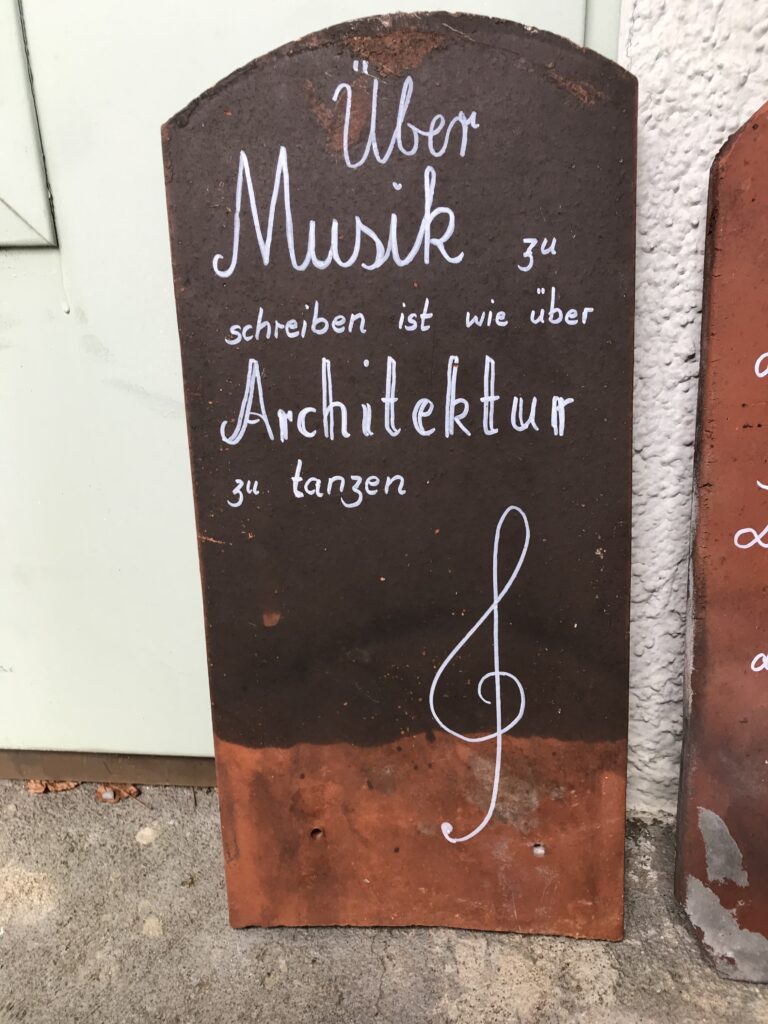 Über
Musik zu
schreiben ist wie über
Architektur
zu tanzen